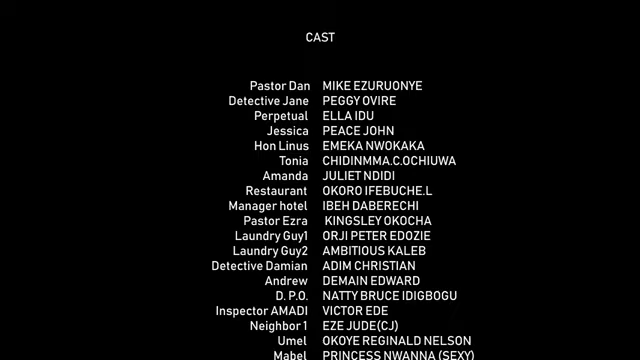 CAST
Pastor Dan MIKE EZURUONYE
Detective Jane PEGGY OVIRE
Perpetual ELLA IDU
Jessica PEACE JOHN
Hon Linus EMEKA NWOKAKA
Tonia CHIDINMMA.C.OCHIUWA
Amanda JULIET NDIDI
Restaurant OKORO IFEBUCHE.L
Manager hotel IBEH DABERECHI
Pastor Ezra KINGSLEY OKOCHA
Laundry Guy1 ORJI PETER EDOZIE
Laundry Guy2 AMBITIOUS KALEB
Detective Damian ADIM CHRISTIAN
Andrew DEMAIN EDWARD
D. P.O. NATTY BRUCE IDIGBOGU
Inspector AMADI VICTOR EDE
Neighbor 1 EZE JUDE(CJ)
Umel OKOYE REGINALD NELSON
Mabel PRINCESS NWANNA (SEXY)